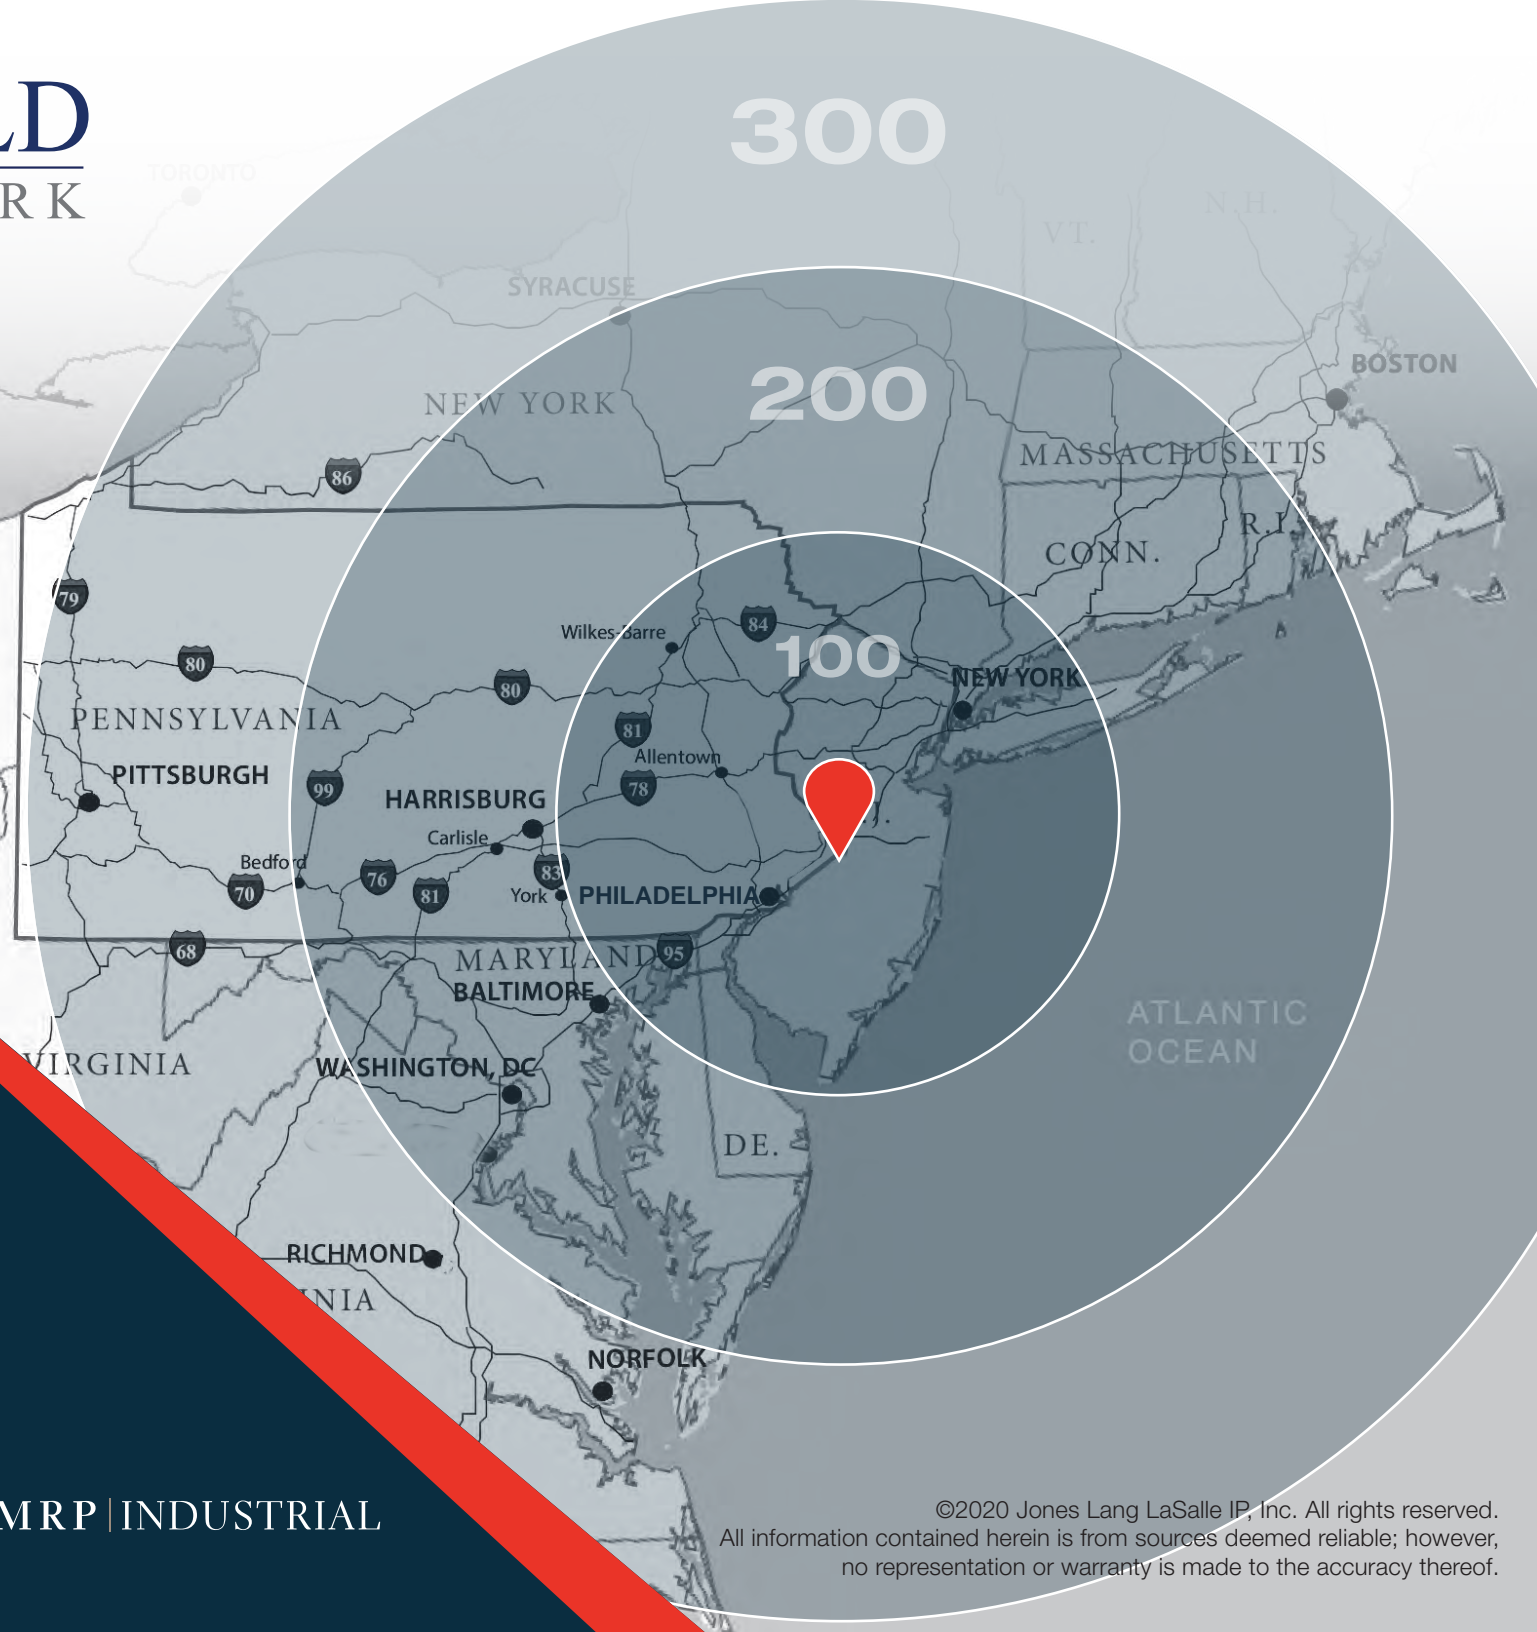 LD
RK
300
TORONTO
N.H.
VT.
SYRACUSE
200
BOSTON
NEW YORK
MASSACHUSETTS
86
R.I.
CONN.
79
84
Wilkes-Barre
100
80
80
NEW YORK
PENNSYLVANIA
81
Allentown
PITTSBURGH
99
78
HARRISBURG
J.
Carlisle
Bedford
76
83
70
81
York
PHILADELPHIA
68
MARYLAND
95
BALTIMORE
ATLANTIC
OCEAN
VIRGINIA
WASHINGTON, DC
DE.
RICHMOND
INIA
NORFOLK
MRP|INDUSTRIAL
©2020 Jones Lang LaSalle IP, Inc. All rights reserved.
All information contained herein is from sources deemed reliable; however,
no representation or warranty is made to the accuracy thereof.